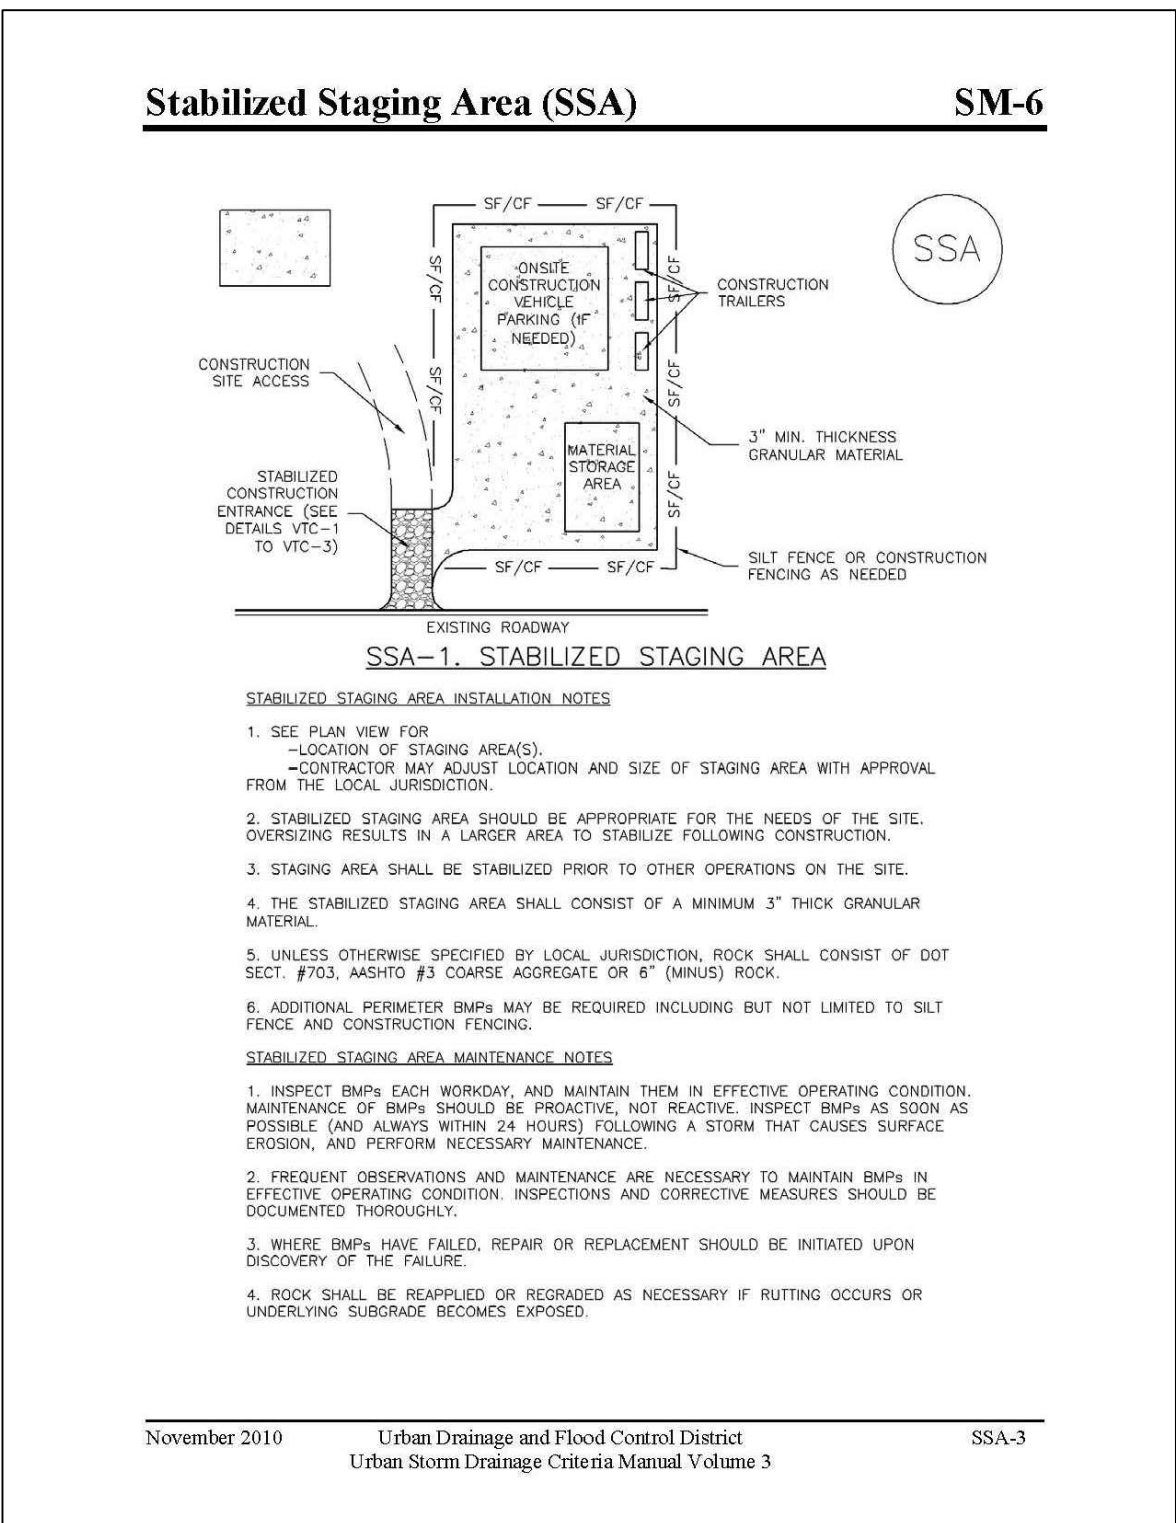 Stabilized Staging Area (SSA) SM-6
SF/CF SF/CF
SSA
SF/CF
ONSITE
CONSTRUCTION
VEHICLE
PARKING (IF
NEEDED)
SF/CF
CONSTRUCTION
TRAILERS
CONSTRUCTION
SITE ACCESS
SF/CF
SF/CF
3" MIN. THICKNESS
GRANULAR MATERIAL
MATERIAL
STORAGE
AREA
SF/CF
STABILIZED
CONSTRUCTION
ENTRANCE (SEE
DETAILS VTC-1
TO VTC-3)
SF/CF SF/CF
SILT FENCE OR CONSTRUCTION
FENCING AS NEEDED
EXISTING ROADWAY
SSA-1. STABILIZED STAGING AREA
STABILIZED STAGING AREA INSTALLATION NOTES
1. SEE PLAN VIEW FOR
-LOCATION OF STAGING AREA(S).
-CONTRACTOR MAY ADJUST LOCATION AND SIZE OF STAGING AREA WITH APPROVAL
FROM THE LOCAL JURISDICTION.
2. STABILIZED STAGING AREA SHOULD BE APPROPRIATE FOR THE NEEDS OF THE SITE.
OVERSIZING RESULTS IN A LARGER AREA TO STABILIZE FOLLOWING CONSTRUCTION.
3. STAGING AREA SHALL BE STABILIZED PRIOR TO OTHER OPERATIONS ON THE SITE.
4. THE STABILIZED STAGING AREA SHALL CONSIST OF A MINIMUM 3" THICK GRANULAR
MATERIAL.
5. UNLESS OTHERWISE SPECIFIED BY LOCAL JURISDICTION, ROCK SHALL CONSIST OF DOT
SECT. #703, AASHTO #3 COARSE AGGREGATE OR 6" (MINUS) ROCK.
6. ADDITIONAL PERIMETER BMPs MAY BE REQUIRED INCLUDING BUT NOT LIMITED TO SILT
FENCE AND CONSTRUCTION FENCING.
STABILIZED STAGING AREA MAINTENANCE NOTES
1. INSPECT BMPs EACH WORKDAY, AND MAINTAIN THEM IN EFFECTIVE OPERATING CONDITION.
MAINTENANCE OF BMPs SHOULD BE PROACTIVE, NOT REACTIVE. INSPECT BMPs AS SOON AS
POSSIBLE (AND ALWAYS WITHIN 24 HOURS) FOLLOWING A STORM THAT CAUSES SURFACE
EROSION, AND PERFORM NECESSARY MAINTENANCE.
2. FREQUENT OBSERVATIONS AND MAINTENANCE ARE NECESSARY TO MAINTAIN BMPs IN
EFFECTIVE OPERATING CONDITION. INSPECTIONS AND CORRECTIVE MEASURES SHOULD BE
DOCUMENTED THOROUGHLY.
3. WHERE BMPs HAVE FAILED, REPAIR OR REPLACEMENT SHOULD BE INITIATED UPON
DISCOVERY OF THE FAILURE.
4. ROCK SHALL BE REAPPLIED OR REGRADED AS NECESSARY IF RUTTING OCCURS OR
UNDERLYING SUBGRADE BECOMES EXPOSED.
November 2010 Urban Drainage and Flood Control District SSA-3
Urban Storm Drainage Criteria Manual Volume 3